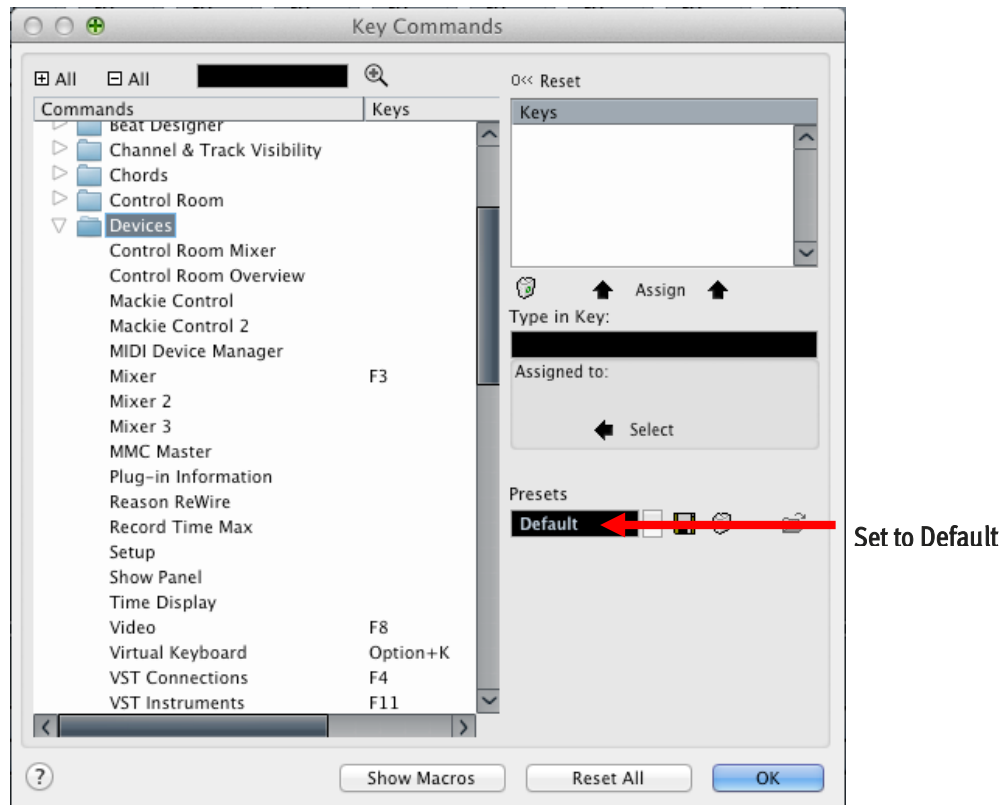 Key Commands
All All
Commands Keys
Beat Designer
Channel & Track Visibility
Chords
Control Room
Devices
Control Room Mixer
Control Room Overview
Mackie Control
Mackie Control 2
MIDI Device Manager
Mixer F3
Mixer 2
Mixer 3
MMC Master
Plug-in Information
Reason ReWire
Record Time Max
Setup
Show Panel
Time Display
Video F8
Virtual Keyboard Option+K
VST Connections F4
VST Instruments F11
0<< Reset
Keys
Assign
Type in Key:
Assigned to:
Select
Presets
Default
Set to Default
?
Show Macros
Reset All
OK